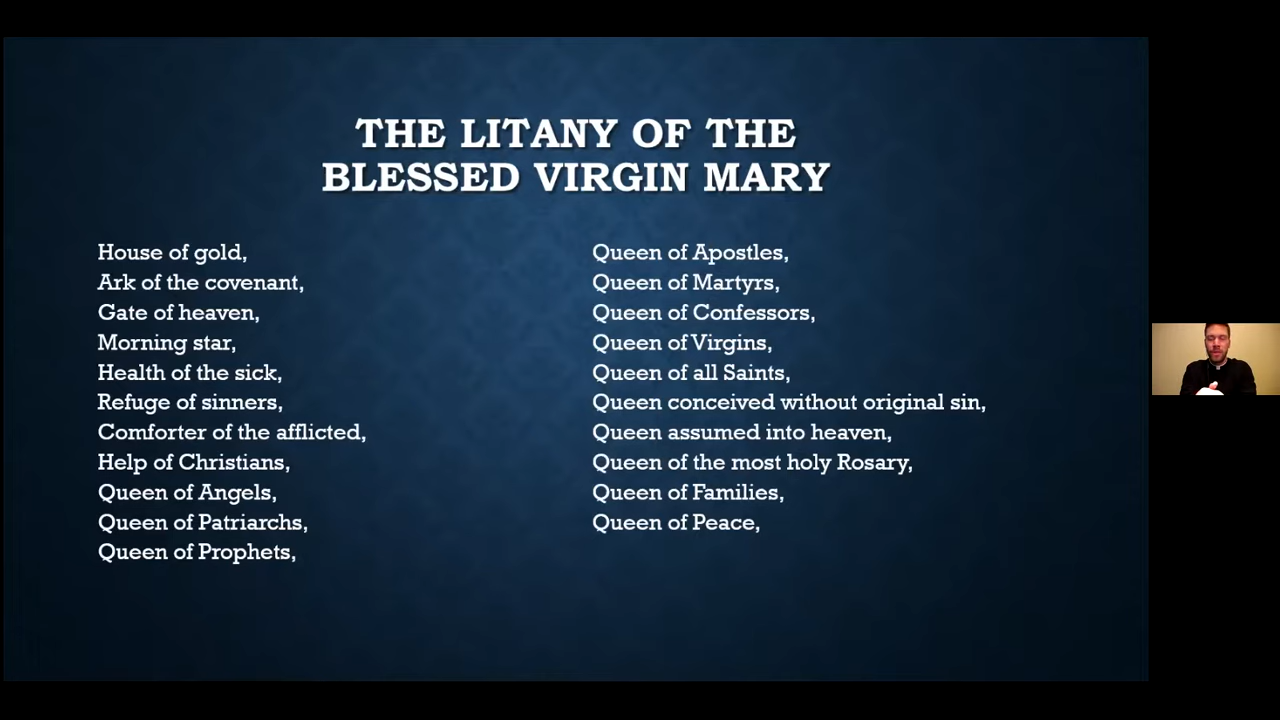 THE LITANY OF THE
BLESSED VIRGIN MARY
House of gold,
Ark of the covenant,
Gate of heaven,
Morning star,
Health of the sick,
Refuge of sinners,
Comforter of the afflicted,
Help of Christians,
Queen of Angels,
Queen of Patriarchs,
Queen of Prophets,
Queen of Apostles,
Queen of Martyrs,
Queen of Confessors,
Queen of Virgins,
Queen of all Saints,
Queen conceived without original sin,
Queen assumed into heaven,
Queen of the most holy Rosary,
Queen of Families,
Queen of Peace,